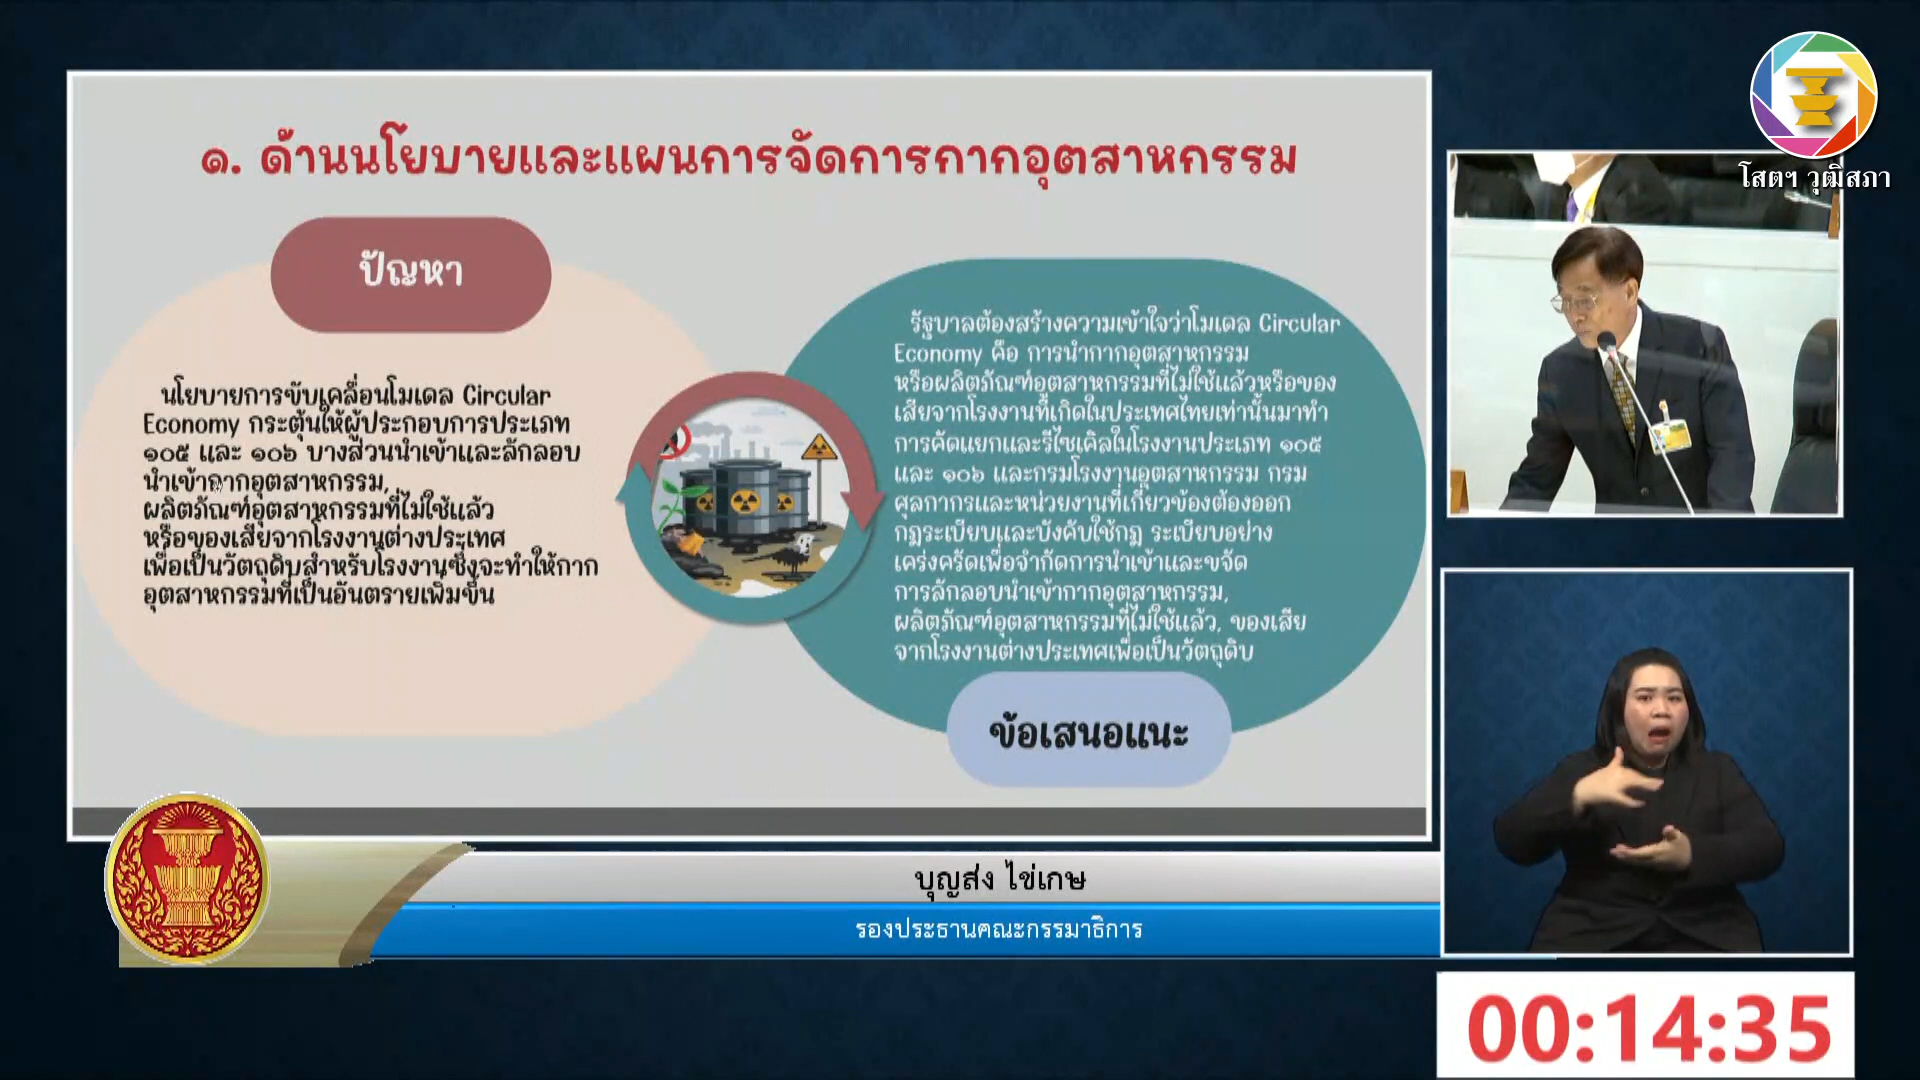 โสตฯ วุฒิสภา
๑. ด้านนโยบายและแผนการจัดการกากอุตสาหกรรม
ปัญหา
นโยบายการขับเคลื่อนโมเดล Circular
Economy กระตุ้นให้ผู้ประกอบการประเภท
๑๐๕ และ ๑๐๖ บางส่วนนำเข้าและลักลอบ
นำเข้ากากอุตสาหกรรม,
ผลิตภัณฑ์อุตสาหกรรมที่ไม่ใช้แล้ว
หรือของเสียจากโรงงานต่างประเทศ
เพื่อเป็นวัตถุดิบสำหรับโรงงานซึ่งจะทำให้กาก
อุตสาหกรรมที่เป็นอันตรายเพิ่มขึ้น
รัฐบาลต้องสร้างความเข้าใจว่าโมเดล Circular
Economy คือ การนำกากอุตสาหกรรม
หรือผลิตภัณฑ์อุตสาหกรรมที่ไม่ใช้แล้วหรือของ
เสียจากโรงงานที่เกิดในประเทศไทยเท่านั้นมาทำ
การคัดแยกและรีไซเคิลในโรงงานประเภท ๑๐๕
และ ๑๐๖ และกรมโรงงานอุตสาหกรรม กรม
ศุลกากรและหน่วยงานที่เกี่ยวข้องต้องออก
กฎระเบียบและบังคับใช้กฎ ระเบียบอย่าง
เคร่งครัดเพื่อจำกัดการนำเข้าและขจัด
การลักลอบนำเข้ากากอุตสาหกรรม,
ผลิตภัณฑ์อุตสาหกรรมที่ไม่ใช้แล้ว, ของเสีย
จากโรงงานต่างประเทศเพื่อเป็นวัตถุดิบ
ข้อเสนอแนะ
บุญส่ง ไข่เกษ
รองประธานคณะกรรมาธิการ
00:14:35